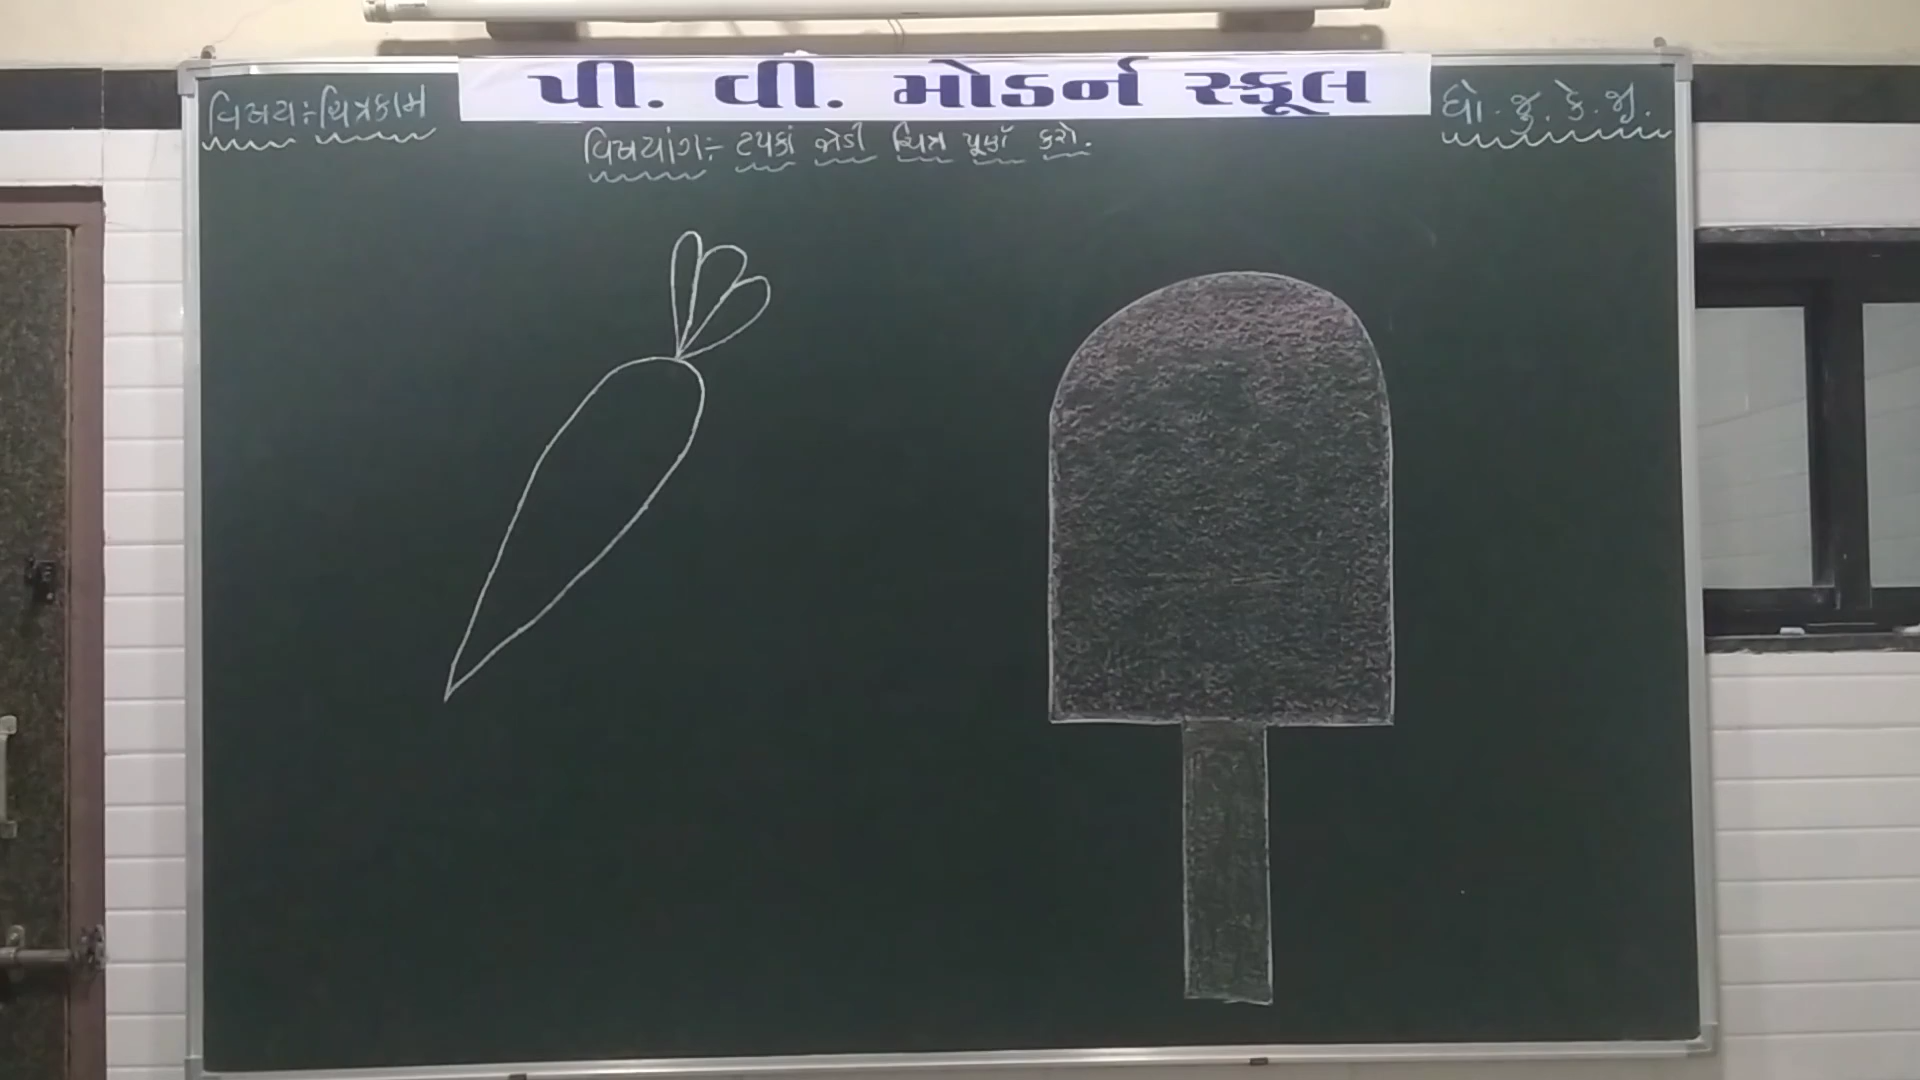 પી. વી. મોડર્ન સ્કૂલ
વિષય:- ચિત્રકામ
ધો. જુ. કે. જી.
વિષયાંગ:- ટપકાં જોડી ચિત્ર પૂર્ણ કરો.